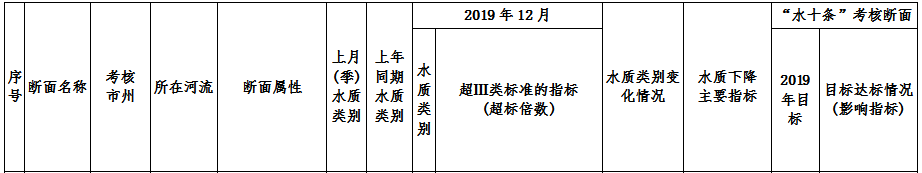 序号
断面名称
考核
市州
所在河流
断面属性
上月
(季)
水质
类别
上年
同期
水质
类别
2019 年 12 月
水
质
类
别
超Ⅲ类标准的指标
(超标倍数)
水质类别变
化情况
水质下降
主要指标
“水十条”考核断面
2019
年目
标
目标达标情况
(影响指标)